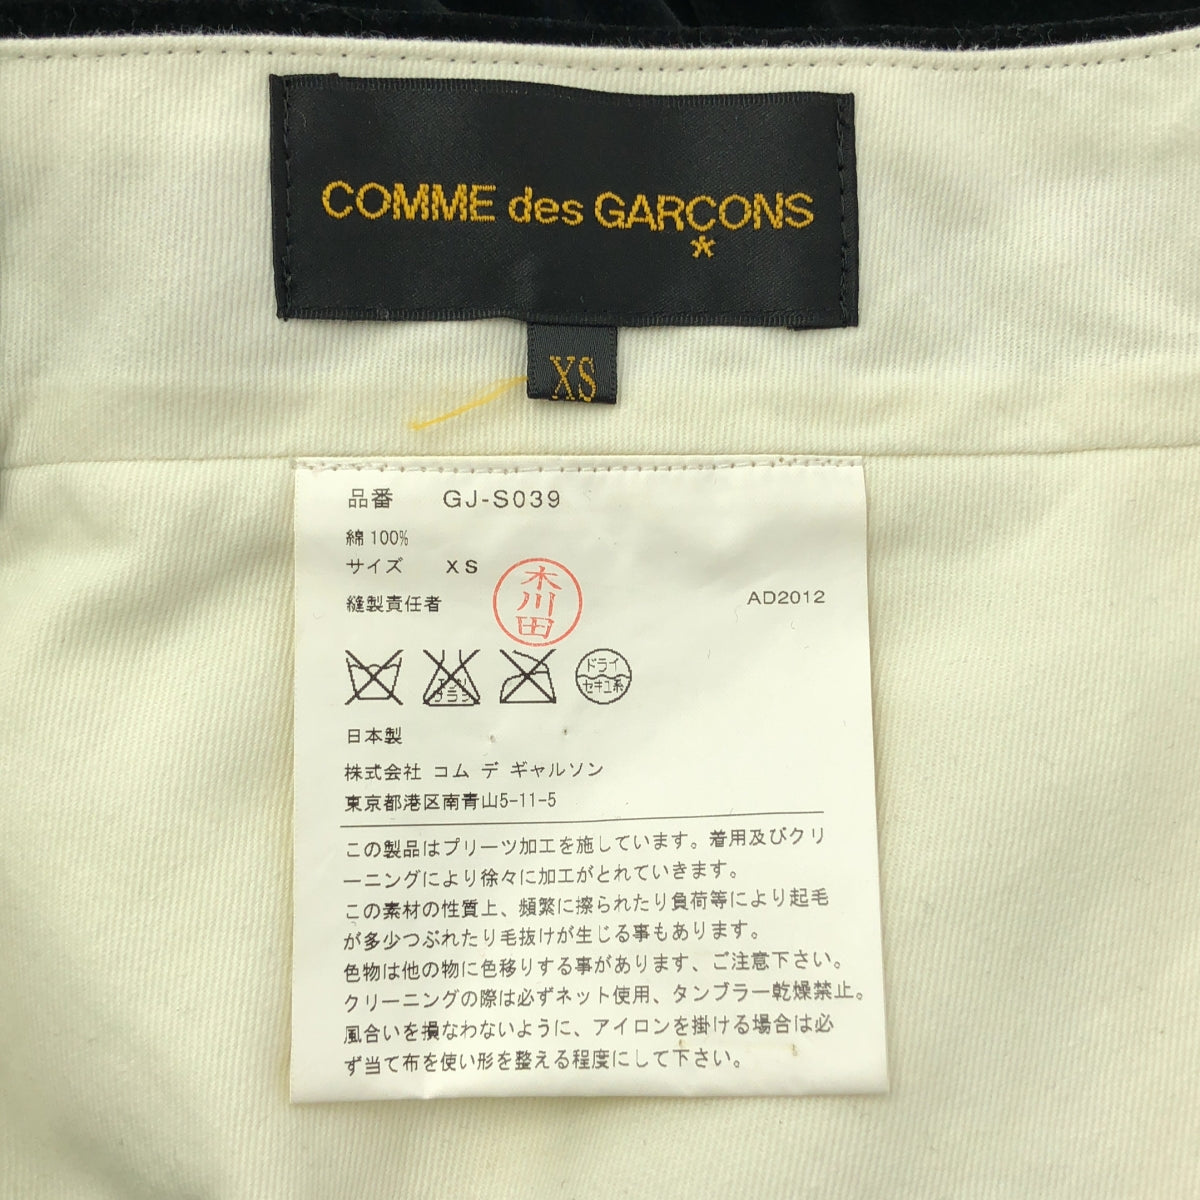 COMME des GARÇONS
XS
品番 GJ-S039
綿100%
サイズ XS
縫製責任者
木川田
AD2012
エンソ
サラシ
ドライ
セキユ系
日本製
株式会社 コム デ ギャルソン
東京都港区南青山5-11-5
この製品はプリーツ加工を施しています。着用及びクリ
ーニングにより徐々に加工がとれていきます。
この素材の性質上、頻繁に擦られたり負荷等により起毛
が多少つぶれたり毛抜けが生じる事もあります。
色物は他の物に色移りする事があります、ご注意下さい。
クリーニングの際は必ずネット使用、タンブラー乾燥禁止。
風合いを損なわないように、アイロンを掛ける場合は必
ず当て布を使い形を整える程度にして下さい。